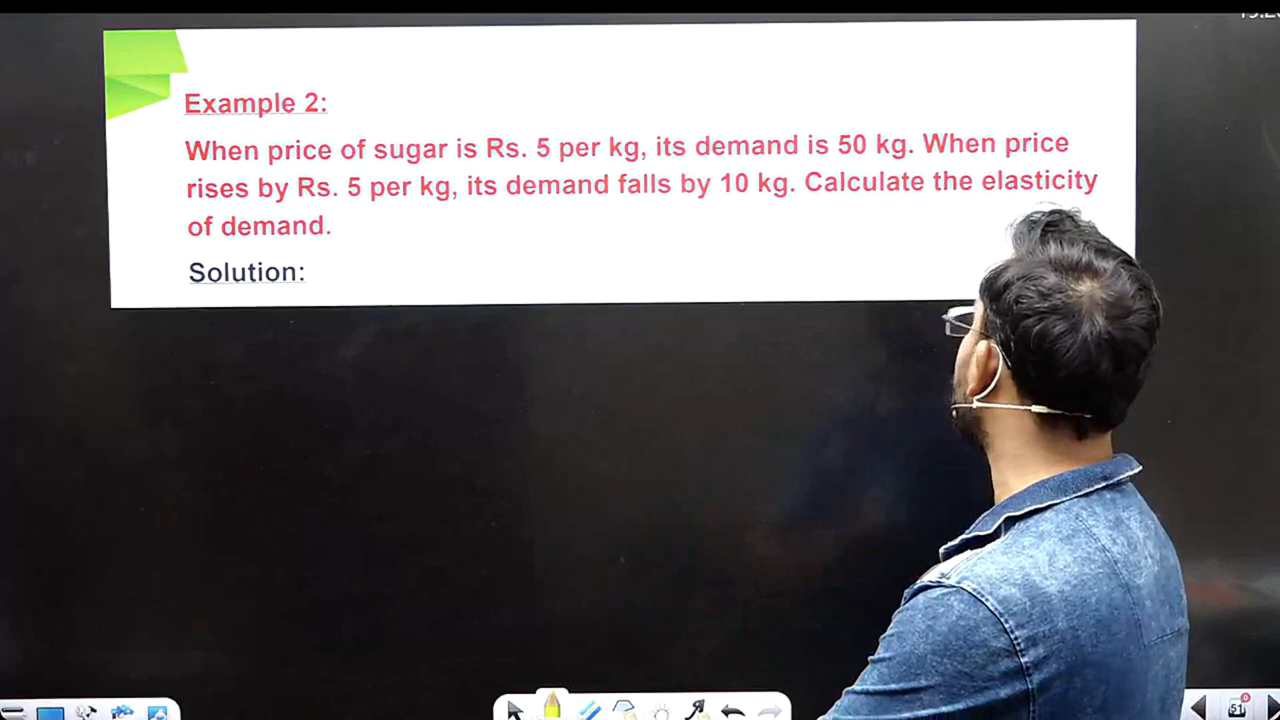 Example 2:
When price of sugar is Rs. 5 per kg, its demand is 50 kg. When price
rises by Rs. 5 per kg, its demand falls by 10 kg. Calculate the elasticity
of demand.
Solution:
51